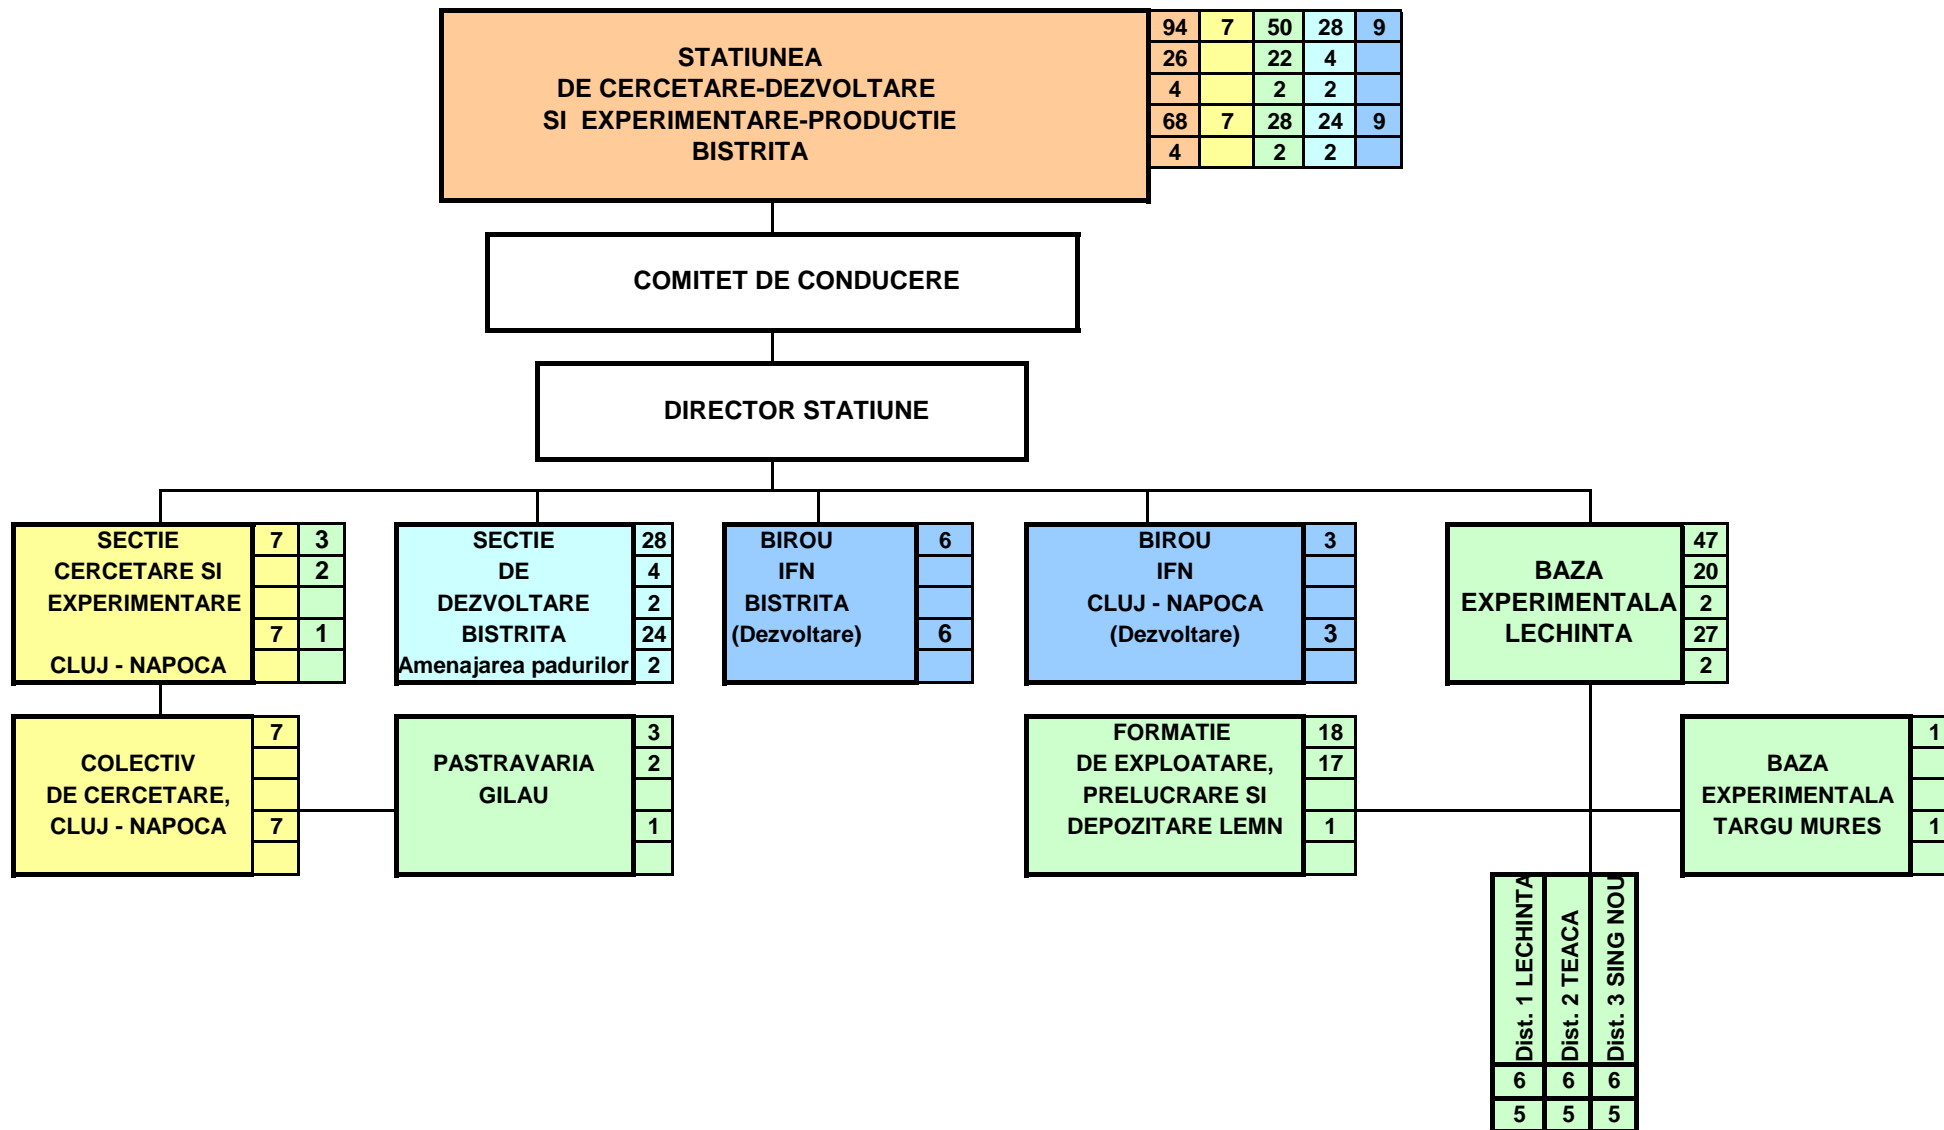 STATIUNEA
DE CERCETARE-DEZVOLTARE
SI EXPERIMENTARE-PRODUCTIE
BISTRITA
94 7 50 28 9
26 22 4
4 2 2
68 7 28 24 9
4 2 2
COMITET DE CONDUCERE
DIRECTOR STATIUNE
SECTIE
CERCETARE SI
EXPERIMENTARE
CLUJ - NAPOCA
7 3
2
7 1
SECTIE
DE
DEZVOLTARE
BISTRITA
Amenajarea padurilor
28
4
2
24
2
BIROU
IFN
BISTRITA
(Dezvoltare)
6
6
BIROU
IFN
CLUJ - NAPOCA
(Dezvoltare)
3
3
BAZA
EXPERIMENTALA
LECHINTA
47
20
2
27
2
COLECTIV
DE CERCETARE,
CLUJ - NAPOCA
7
7
PASTRAVARIA
GILAU
3
2
1
FORMATIE
DE EXPLOATARE,
PRELUCRARE SI
DEPOZITARE LEMN
18
17
1
BAZA
EXPERIMENTALA
TARGU MURES
1
1
Dist. 1 LECHINTA
Dist. 2 TEACA
Dist. 3 SING NOU
6 6 6
5 5 5